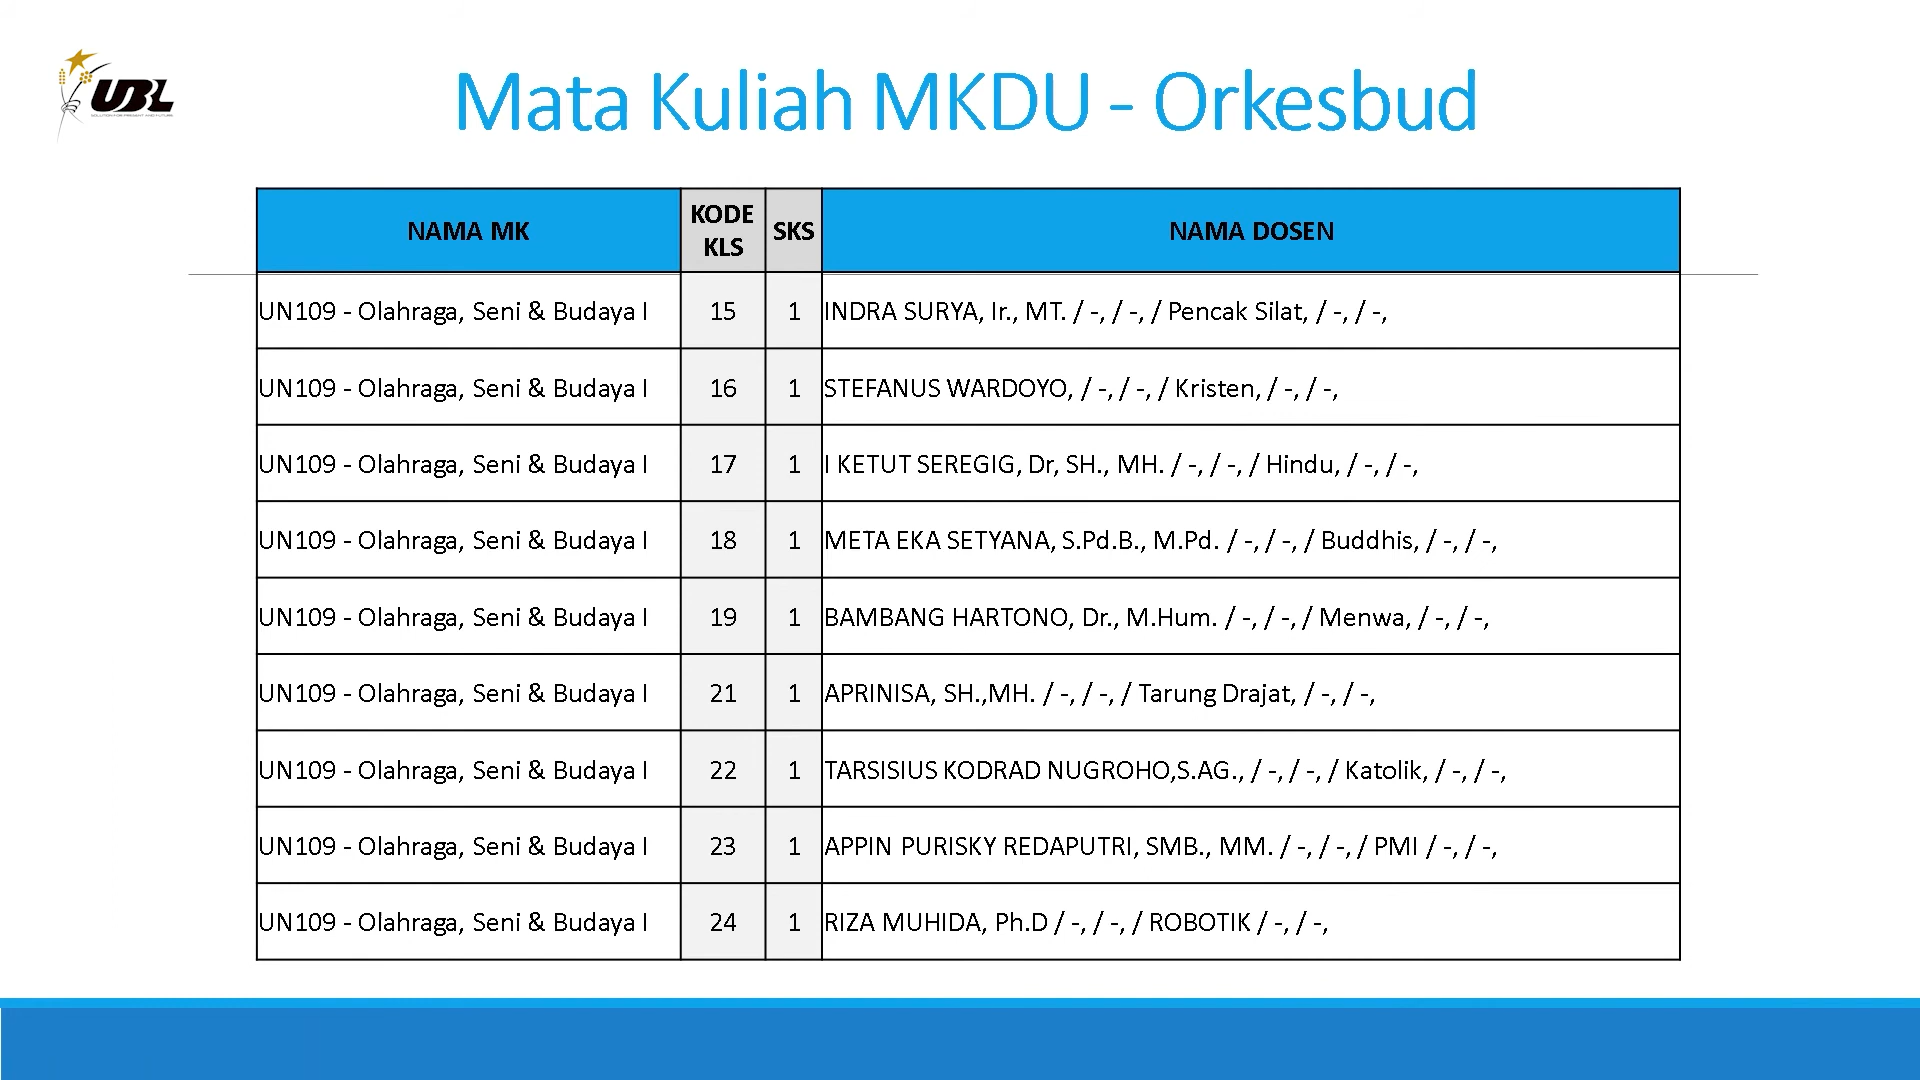 UBL
SOLUTION FOR PRESENT AND FUTURE
Mata Kuliah MKDU - Orkesbud
NAMA MK KODE KLS SKS NAMA DOSEN
UN109 - Olahraga, Seni & Budaya I 15 1 INDRA SURYA, Ir., MT. / -, / -, / Pencak Silat, / -, / -,
UN109 - Olahraga, Seni & Budaya I 16 1 STEFANUS WARDOYO, / -, / -, / Kristen, / -, / -,
UN109 - Olahraga, Seni & Budaya I 17 1 I KETUT SEREGIG, Dr, SH., MH. / -, / -, / Hindu, / -, / -,
UN109 - Olahraga, Seni & Budaya I 18 1 META EKA SETYANA, S.Pd.B., M.Pd. / -, / -, / Buddhis, / -, / -,
UN109 - Olahraga, Seni & Budaya I 19 1 BAMBANG HARTONO, Dr., M.Hum. / -, / -, / Menwa, / -, / -,
UN109 - Olahraga, Seni & Budaya I 21 1 APRINISA, SH.,MH. / -, / -, / Tarung Drajat, / -, / -,
UN109 - Olahraga, Seni & Budaya I 22 1 TARSISIUS KODRAD NUGROHO,S.AG., / -, / -, / Katolik, / -, / -,
UN109 - Olahraga, Seni & Budaya I 23 1 APPIN PURISKY REDAPUTRI, SMB., MM. / -, / -, / PMI / -, / -,
UN109 - Olahraga, Seni & Budaya I 24 1 RIZA MUHIDA, Ph.D / -, / -, / ROBOTIK / -, / -,